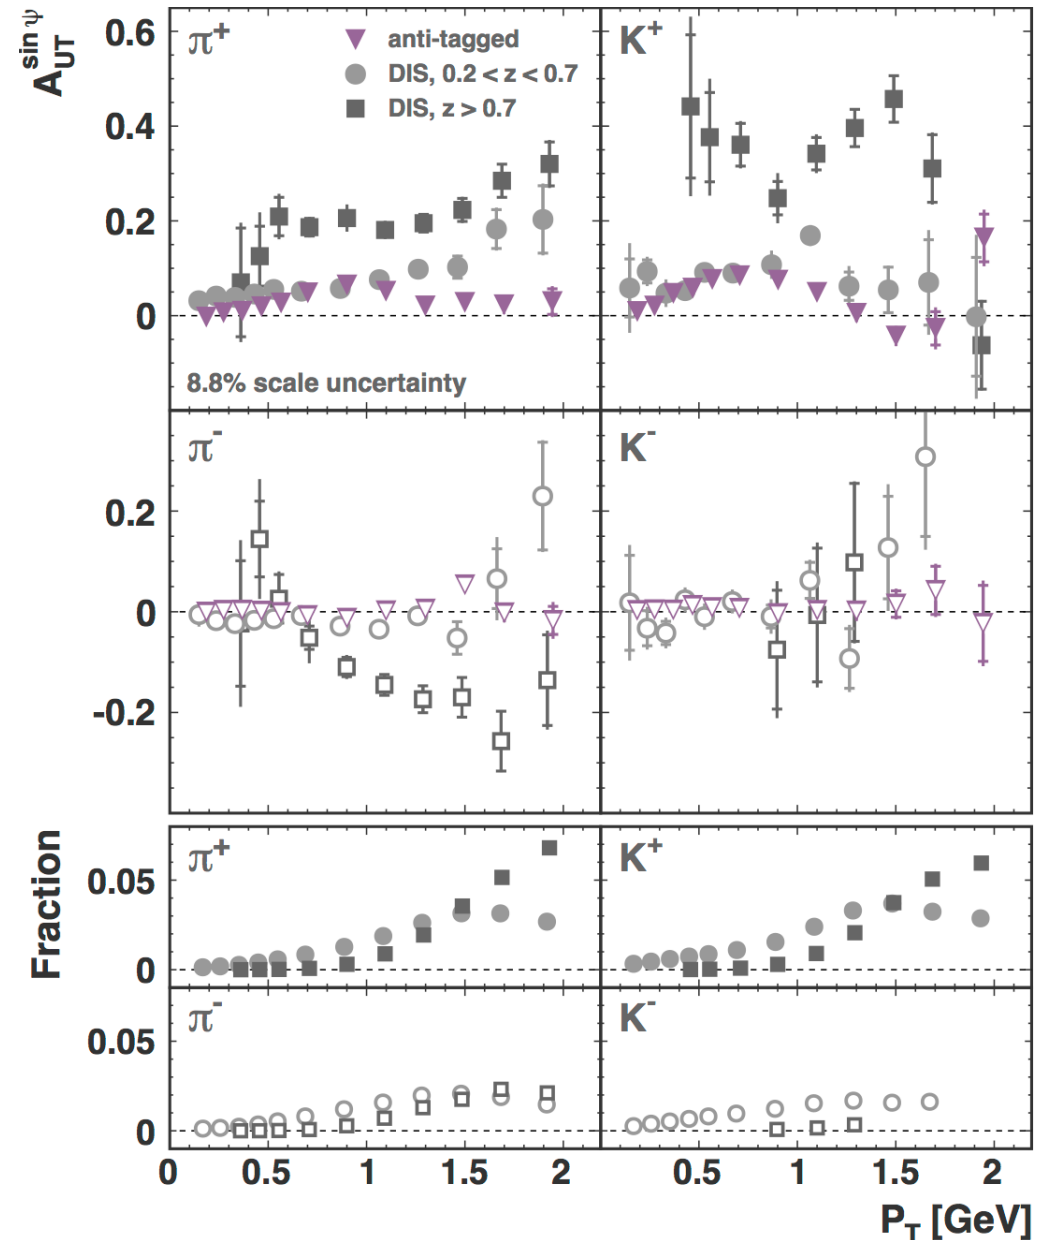 A_UT^sin ψ
0.6
0.4
0.2
0
π+
anti-tagged
DIS, 0.2 < z < 0.7
DIS, z > 0.7
8.8% scale uncertainty
K+
0.2
0
-0.2
π-
K-
Fraction
0.05
0
π+
K+
0.05
0
π-
K-
0 0.5 1 1.5 2
0.5 1 1.5 2
P_T [GeV]